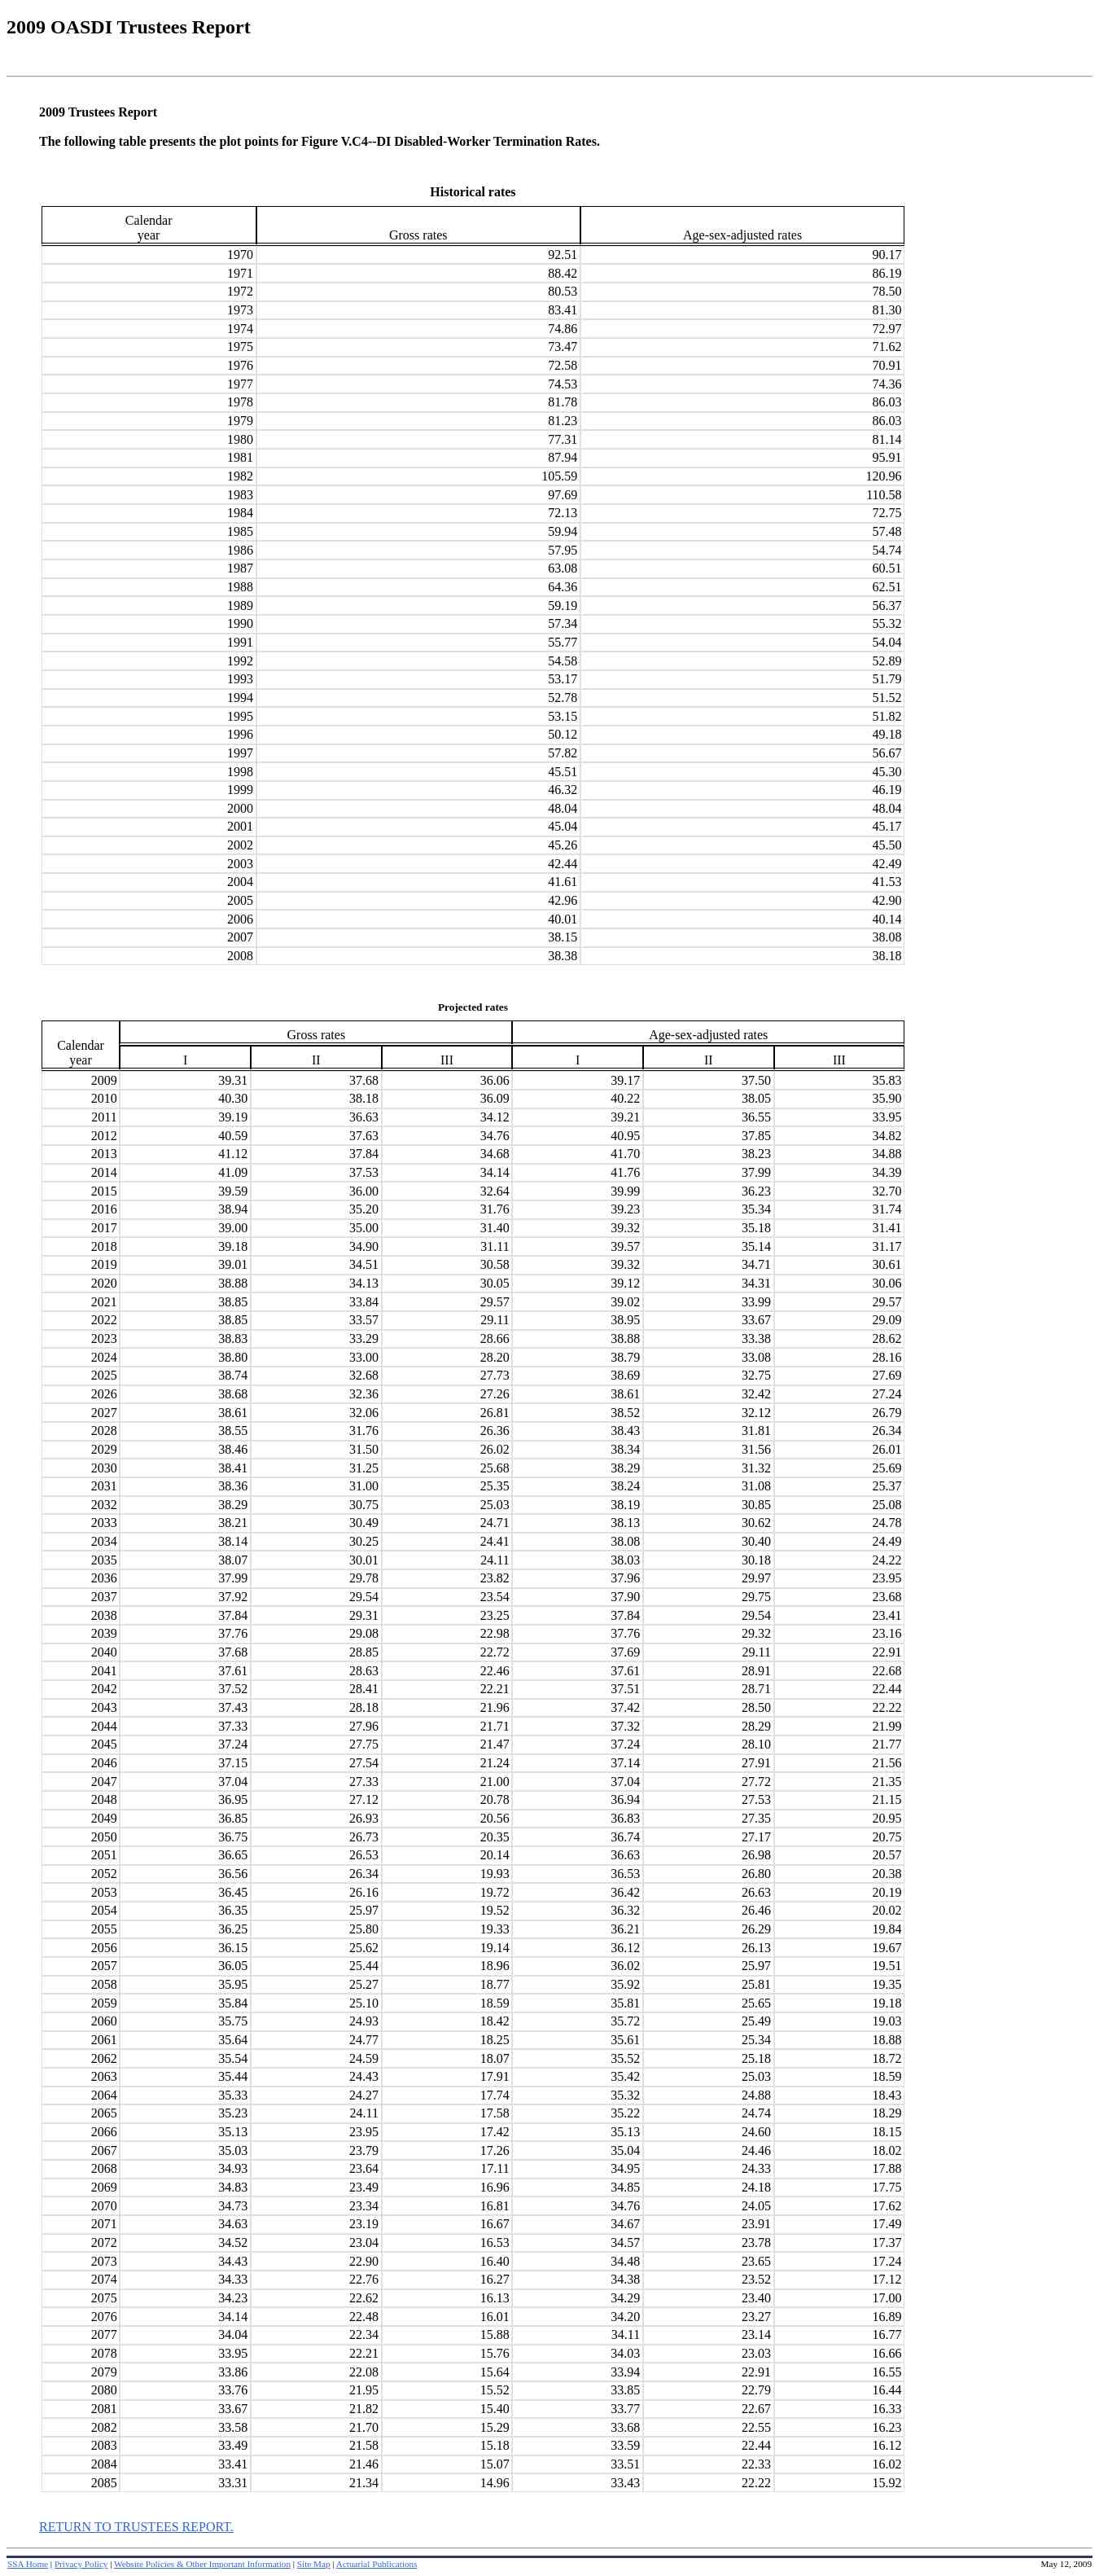 2009 OASDI Trustees Report
2009 Trustees Report
The following table presents the plot points for Figure V.C4--DI Disabled-Worker Termination Rates.
Historical rates
Calendar
year Gross rates Age-sex-adjusted rates
1970 92.51 90.17
1971 88.42 86.19
1972 80.53 78.50
1973 83.41 81.30
1974 74.86 72.97
1975 73.47 71.62
1976 72.58 70.91
1977 74.53 74.36
1978 81.78 86.03
1979 81.23 86.03
1980 77.31 81.14
1981 87.94 95.91
1982 105.59 120.96
1983 97.69 110.58
1984 72.13 72.75
1985 59.94 57.48
1986 57.95 54.74
1987 63.08 60.51
1988 64.36 62.51
1989 59.19 56.37
1990 57.34 55.32
1991 55.77 54.04
1992 54.58 52.89
1993 53.17 51.79
1994 52.78 51.52
1995 53.15 51.82
1996 50.12 49.18
1997 57.82 56.67
1998 45.51 45.30
1999 46.32 46.19
2000 48.04 48.04
2001 45.04 45.17
2002 45.26 45.50
2003 42.44 42.49
2004 41.61 41.53
2005 42.96 42.90
2006 40.01 40.14
2007 38.15 38.08
2008 38.38 38.18
Projected rates
Calendar
year Gross rates Age-sex-adjusted rates
I II III I II III
2009 39.31 37.68 36.06 39.17 37.50 35.83
2010 40.30 38.18 36.09 40.22 38.05 35.90
2011 39.19 36.63 34.12 39.21 36.55 33.95
2012 40.59 37.63 34.76 40.95 37.85 34.82
2013 41.12 37.84 34.68 41.70 38.23 34.88
2014 41.09 37.53 34.14 41.76 37.99 34.39
2015 39.59 36.00 32.64 39.99 36.23 32.70
2016 38.94 35.20 31.76 39.23 35.34 31.74
2017 39.00 35.00 31.40 39.32 35.18 31.41
2018 39.18 34.90 31.11 39.57 35.14 31.17
2019 39.01 34.51 30.58 39.32 34.71 30.61
2020 38.88 34.13 30.05 39.12 34.31 30.06
2021 38.85 33.84 29.57 39.02 33.99 29.57
2022 38.85 33.57 29.11 38.95 33.67 29.09
2023 38.83 33.29 28.66 38.88 33.38 28.62
2024 38.80 33.00 28.20 38.79 33.08 28.16
2025 38.74 32.68 27.73 38.69 32.75 27.69
2026 38.68 32.36 27.26 38.61 32.42 27.24
2027 38.61 32.06 26.81 38.52 32.12 26.79
2028 38.55 31.76 26.36 38.43 31.81 26.34
2029 38.46 31.50 26.02 38.34 31.56 26.01
2030 38.41 31.25 25.68 38.29 31.32 25.69
2031 38.36 31.00 25.35 38.24 31.08 25.37
2032 38.29 30.75 25.03 38.19 30.85 25.08
2033 38.21 30.49 24.71 38.13 30.62 24.78
2034 38.14 30.25 24.41 38.08 30.40 24.49
2035 38.07 30.01 24.11 38.03 30.18 24.22
2036 37.99 29.78 23.82 37.96 29.97 23.95
2037 37.92 29.54 23.54 37.90 29.75 23.68
2038 37.84 29.31 23.25 37.84 29.54 23.41
2039 37.76 29.08 22.98 37.76 29.32 23.16
2040 37.68 28.85 22.72 37.69 29.11 22.91
2041 37.61 28.63 22.46 37.61 28.91 22.68
2042 37.52 28.41 22.21 37.51 28.71 22.44
2043 37.43 28.18 21.96 37.42 28.50 22.22
2044 37.33 27.96 21.71 37.32 28.29 21.99
2045 37.24 27.75 21.47 37.24 28.10 21.77
2046 37.15 27.54 21.24 37.14 27.91 21.56
2047 37.04 27.33 21.00 37.04 27.72 21.35
2048 36.95 27.12 20.78 36.94 27.53 21.15
2049 36.85 26.93 20.56 36.83 27.35 20.95
2050 36.75 26.73 20.35 36.74 27.17 20.75
2051 36.65 26.53 20.14 36.63 26.98 20.57
2052 36.56 26.34 19.93 36.53 26.80 20.38
2053 36.45 26.16 19.72 36.42 26.63 20.19
2054 36.35 25.97 19.52 36.32 26.46 20.02
2055 36.25 25.80 19.33 36.21 26.29 19.84
2056 36.15 25.62 19.14 36.12 26.13 19.67
2057 36.05 25.44 18.96 36.02 25.97 19.51
2058 35.95 25.27 18.77 35.92 25.81 19.35
2059 35.84 25.10 18.59 35.81 25.65 19.18
2060 35.75 24.93 18.42 35.72 25.49 19.03
2061 35.64 24.77 18.25 35.61 25.34 18.88
2062 35.54 24.59 18.07 35.52 25.18 18.72
2063 35.44 24.43 17.91 35.42 25.03 18.59
2064 35.33 24.27 17.74 35.32 24.88 18.43
2065 35.23 24.11 17.58 35.22 24.74 18.29
2066 35.13 23.95 17.42 35.13 24.60 18.15
2067 35.03 23.79 17.26 35.04 24.46 18.02
2068 34.93 23.64 17.11 34.95 24.33 17.88
2069 34.83 23.49 16.96 34.85 24.18 17.75
2070 34.73 23.34 16.81 34.76 24.05 17.62
2071 34.63 23.19 16.67 34.67 23.91 17.49
2072 34.52 23.04 16.53 34.57 23.78 17.37
2073 34.43 22.90 16.40 34.48 23.65 17.24
2074 34.33 22.76 16.27 34.38 23.52 17.12
2075 34.23 22.62 16.13 34.29 23.40 17.00
2076 34.14 22.48 16.01 34.20 23.27 16.89
2077 34.04 22.34 15.88 34.11 23.14 16.77
2078 33.95 22.21 15.76 34.03 23.03 16.66
2079 33.86 22.08 15.64 33.94 22.91 16.55
2080 33.76 21.95 15.52 33.85 22.79 16.44
2081 33.67 21.82 15.40 33.77 22.67 16.33
2082 33.58 21.70 15.29 33.68 22.55 16.23
2083 33.49 21.58 15.18 33.59 22.44 16.12
2084 33.41 21.46 15.07 33.51 22.33 16.02
2085 33.31 21.34 14.96 33.43 22.22 15.92
RETURN TO TRUSTEES REPORT.
SSA Home | Privacy Policy | Website Policies & Other Important Information | Site Map | Actuarial Publications May 12, 2009